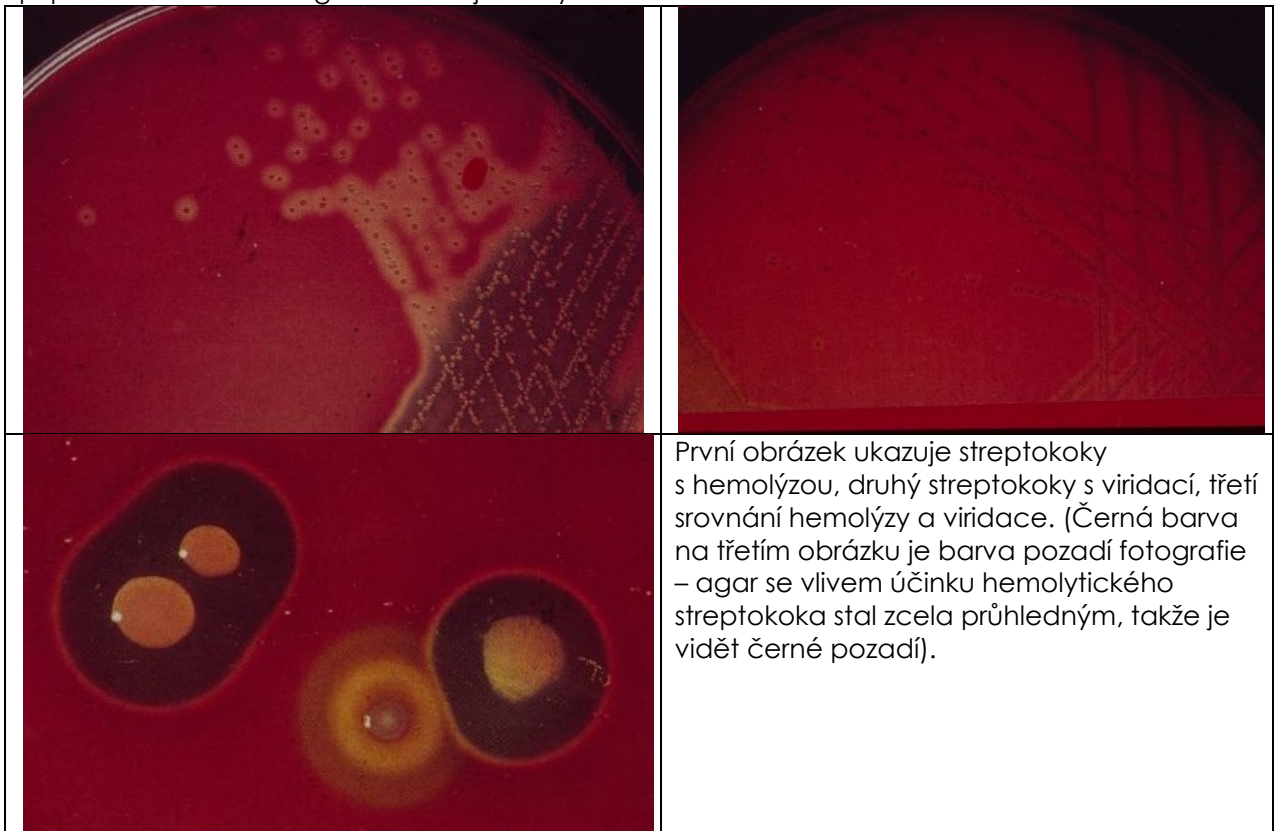 První obrázek ukazuje streptokoky
s hemolýzou, druhý streptokoky s viridací, třetí
srovnání hemolýzy a viridace. (Černá barva
na třetím obrázku je barva pozadí fotografie
– agar se vlivem účinku hemolytického
streptokoka stal zcela průhledným, takže je
vidět černé pozadí).